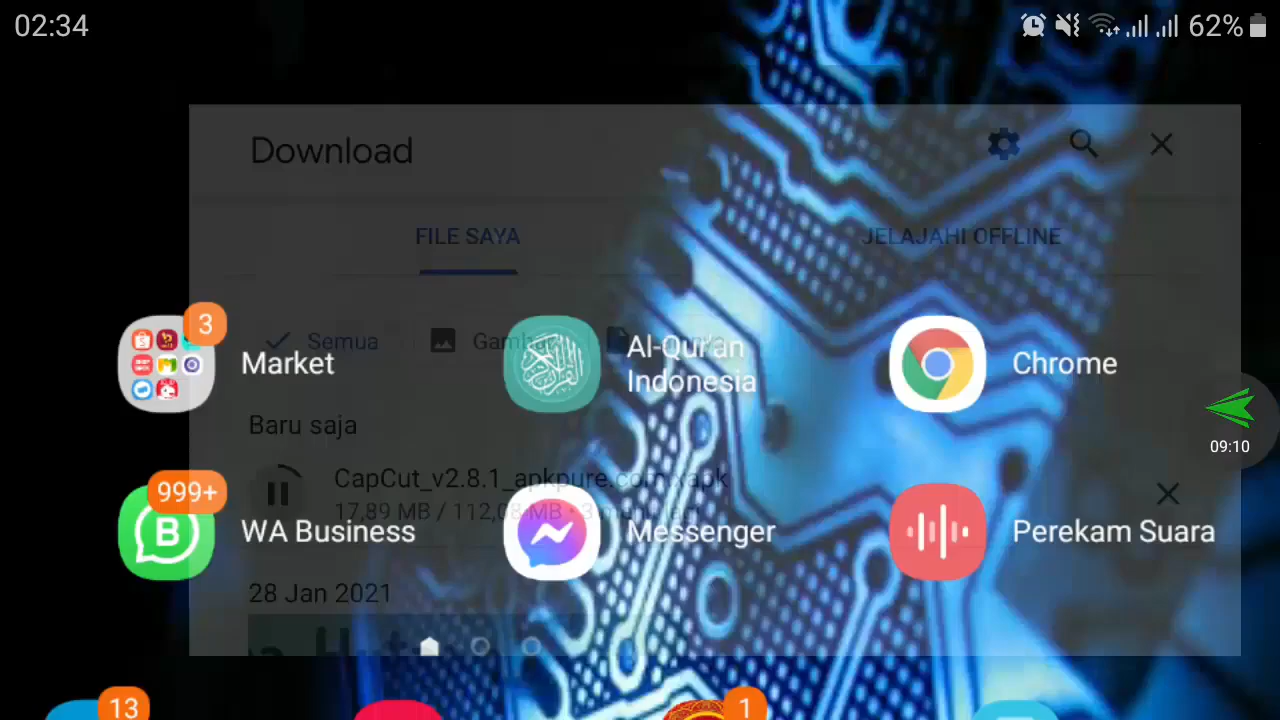 02:34
62%
Download
FILE SAYA
JELAJAHI OFFLINE
3
Market
Semua
Al-Qur'an
Indonesia
Chrome
Baru saja
09:10
CapCut_v2.8.1_apkpure.com.xapk
17,89 MB / 112,08 MB
999+
WA Business
Messenger
Perekam Suara
28 Jan 2021
13
1